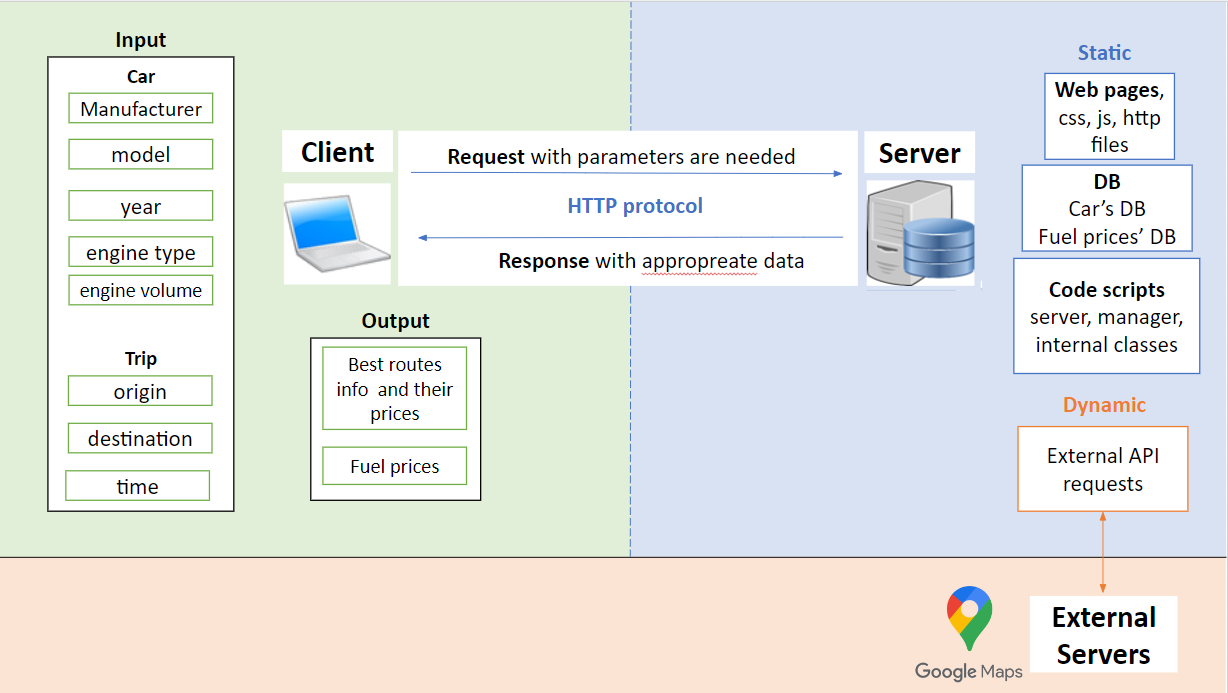 Input
Car
Manufacturer
model
year
engine type
engine volume
Trip
origin
destination
time
Client
Request with parameters are needed
HTTP protocol
Response with appropreate data
Server
Output
Best routes
info and their
prices
Fuel prices
Static
Web pages,
css, js, http
files
DB
Car's DB
Fuel prices' DB
Code scripts
server, manager,
internal classes
Dynamic
External API
requests
External
Servers
Google Maps